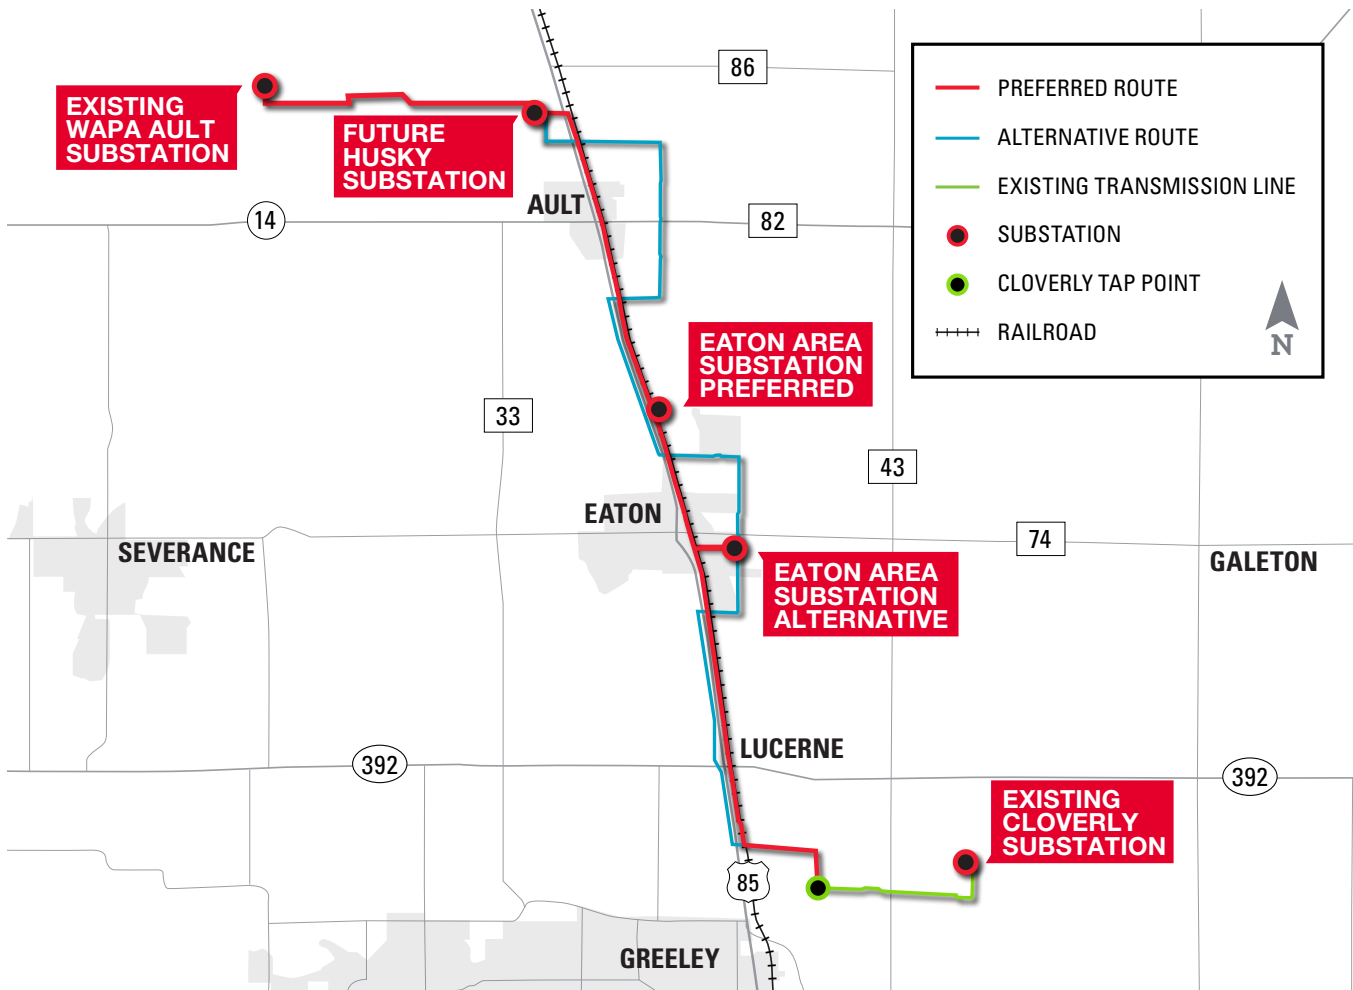 86
PREFERRED ROUTE
ALTERNATIVE ROUTE
EXISTING TRANSMISSION LINE
SUBSTATION
CLOVERLY TAP POINT
RAILROAD
N
EXISTING
WAPA AULT
SUBSTATION
FUTURE
HUSKY
SUBSTATION
AULT
14
82
EATON AREA
SUBSTATION
PREFERRED
33
43
EATON
74
SEVERANCE
GALETON
EATON AREA
SUBSTATION
ALTERNATIVE
LUCERNE
392
392
EXISTING
CLOVERLY
SUBSTATION
85
GREELEY